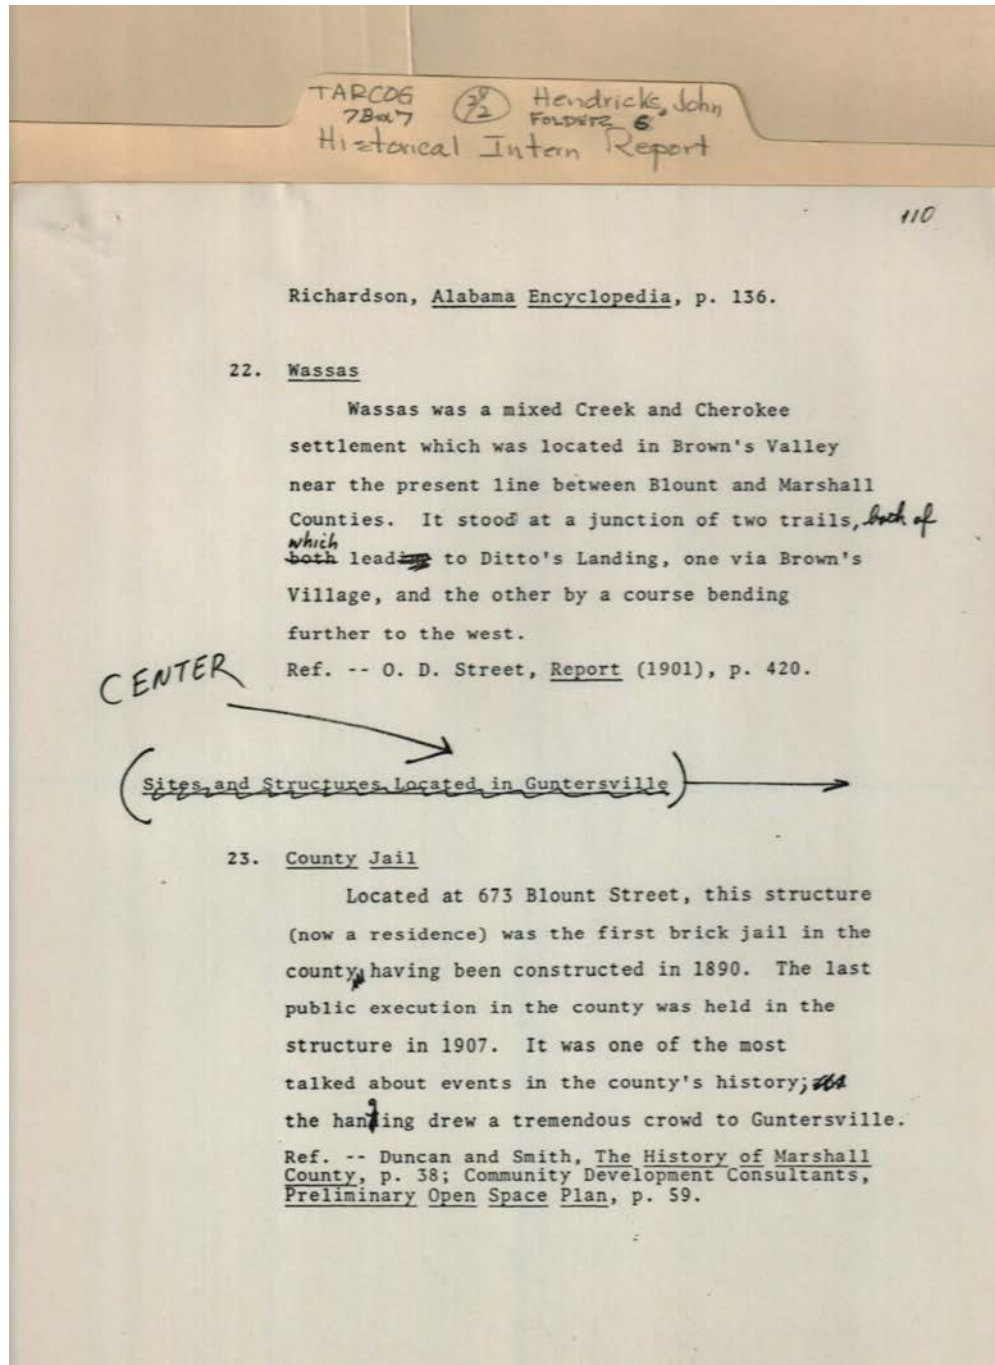 TARCOG Hendricks, John
7Box7 FOLDER 6
Historical Intern Report
110
Richardson, Alabama Encyclopedia, p. 136.
22. Wassas
Wassas was a mixed Creek and Cherokee
settlement which was located in Brown's Valley
near the present line between Blount and Marshall
Counties. It stood at a junction of two trails, both of
which
both leading to Ditto's Landing, one via Brown's
Village, and the other by a course bending
further to the west.
Ref. -- O. D. Street, Report (1901), p. 420.
CENTER
(Sites and Structures Located in Guntersville)
23. County Jail
Located at 673 Blount Street, this structure
(now a residence) was the first brick jail in the
county, having been constructed in 1890. The last
public execution in the county was held in the
structure in 1907. It was one of the most
talked about events in the county's history;
the hanging drew a tremendous crowd to Guntersville.
Ref. -- Duncan and Smith, The History of Marshall
County, p. 38; Community Development Consultants,
Preliminary Open Space Plan, p. 59.